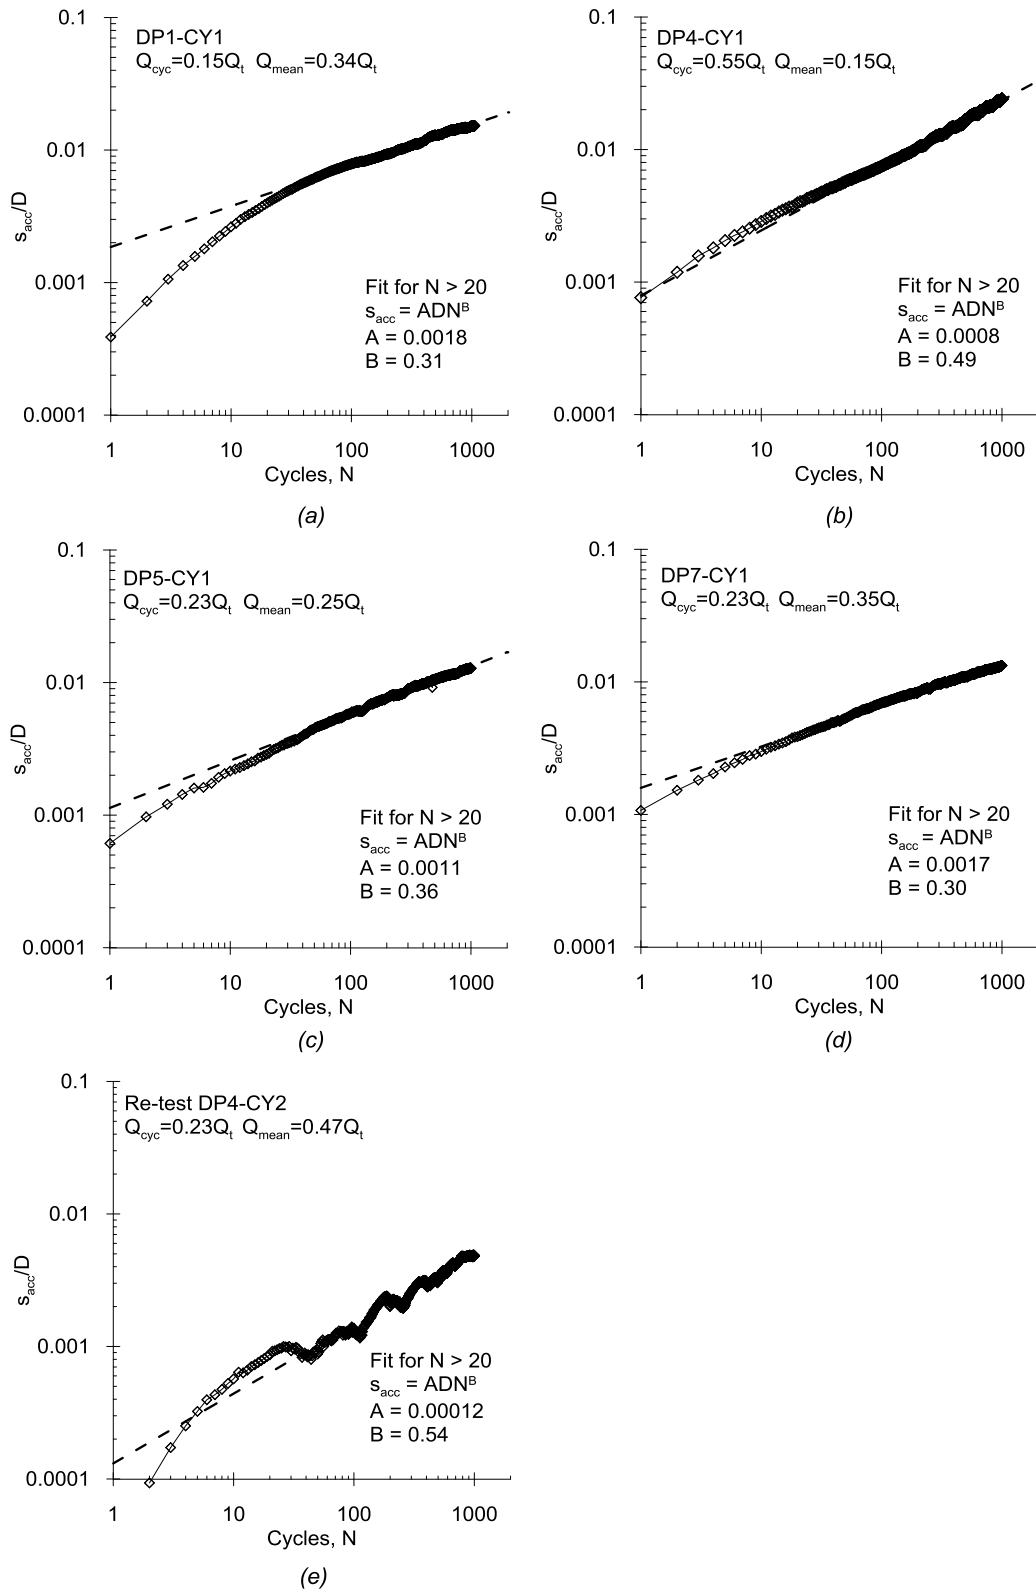 0.1
DP1-CY1
Qcyc=0.15Qt Qmean=0.34Qt
0.01
sacc/D
0.001
Fit for N > 20
sacc = ADN^B
A = 0.0018
B = 0.31
0.0001
1 10 100 1000
Cycles, N
(a)
0.1
DP4-CY1
Qcyc=0.55Qt Qmean=0.15Qt
0.01
sacc/D
0.001
Fit for N > 20
sacc = ADN^B
A = 0.0008
B = 0.49
0.0001
1 10 100 1000
Cycles, N
(b)
0.1
DP5-CY1
Qcyc=0.23Qt Qmean=0.25Qt
0.01
sacc/D
0.001
Fit for N > 20
sacc = ADN^B
A = 0.0011
B = 0.36
0.0001
1 10 100 1000
Cycles, N
(c)
0.1
DP7-CY1
Qcyc=0.23Qt Qmean=0.35Qt
0.01
sacc/D
0.001
Fit for N > 20
sacc = ADN^B
A = 0.0017
B = 0.30
0.0001
1 10 100 1000
Cycles, N
(d)
0.1
Re-test DP4-CY2
Qcyc=0.23Qt Qmean=0.47Qt
0.01
sacc/D
0.001
Fit for N > 20
sacc = ADN^B
A = 0.00012
B = 0.54
0.0001
1 10 100 1000
Cycles, N
(e)